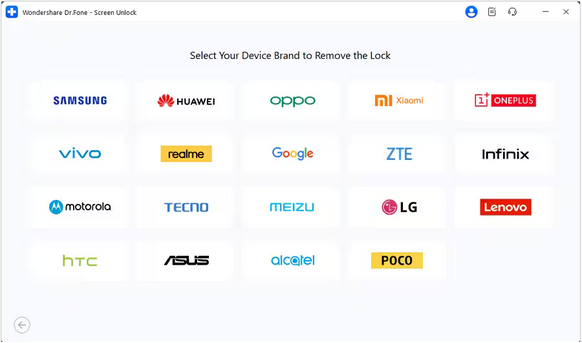 Wondershare Dr.Fone - Screen Unlock
Select Your Device Brand to Remove the Lock
SAMSUNG HUAWEI oppo mi Xiaomi 1+ ONEPLUS
vivo realme Google ZTE Infinix
motorola TECNO MEIZU LG Lenovo
hTC ASUS alcatel POCO